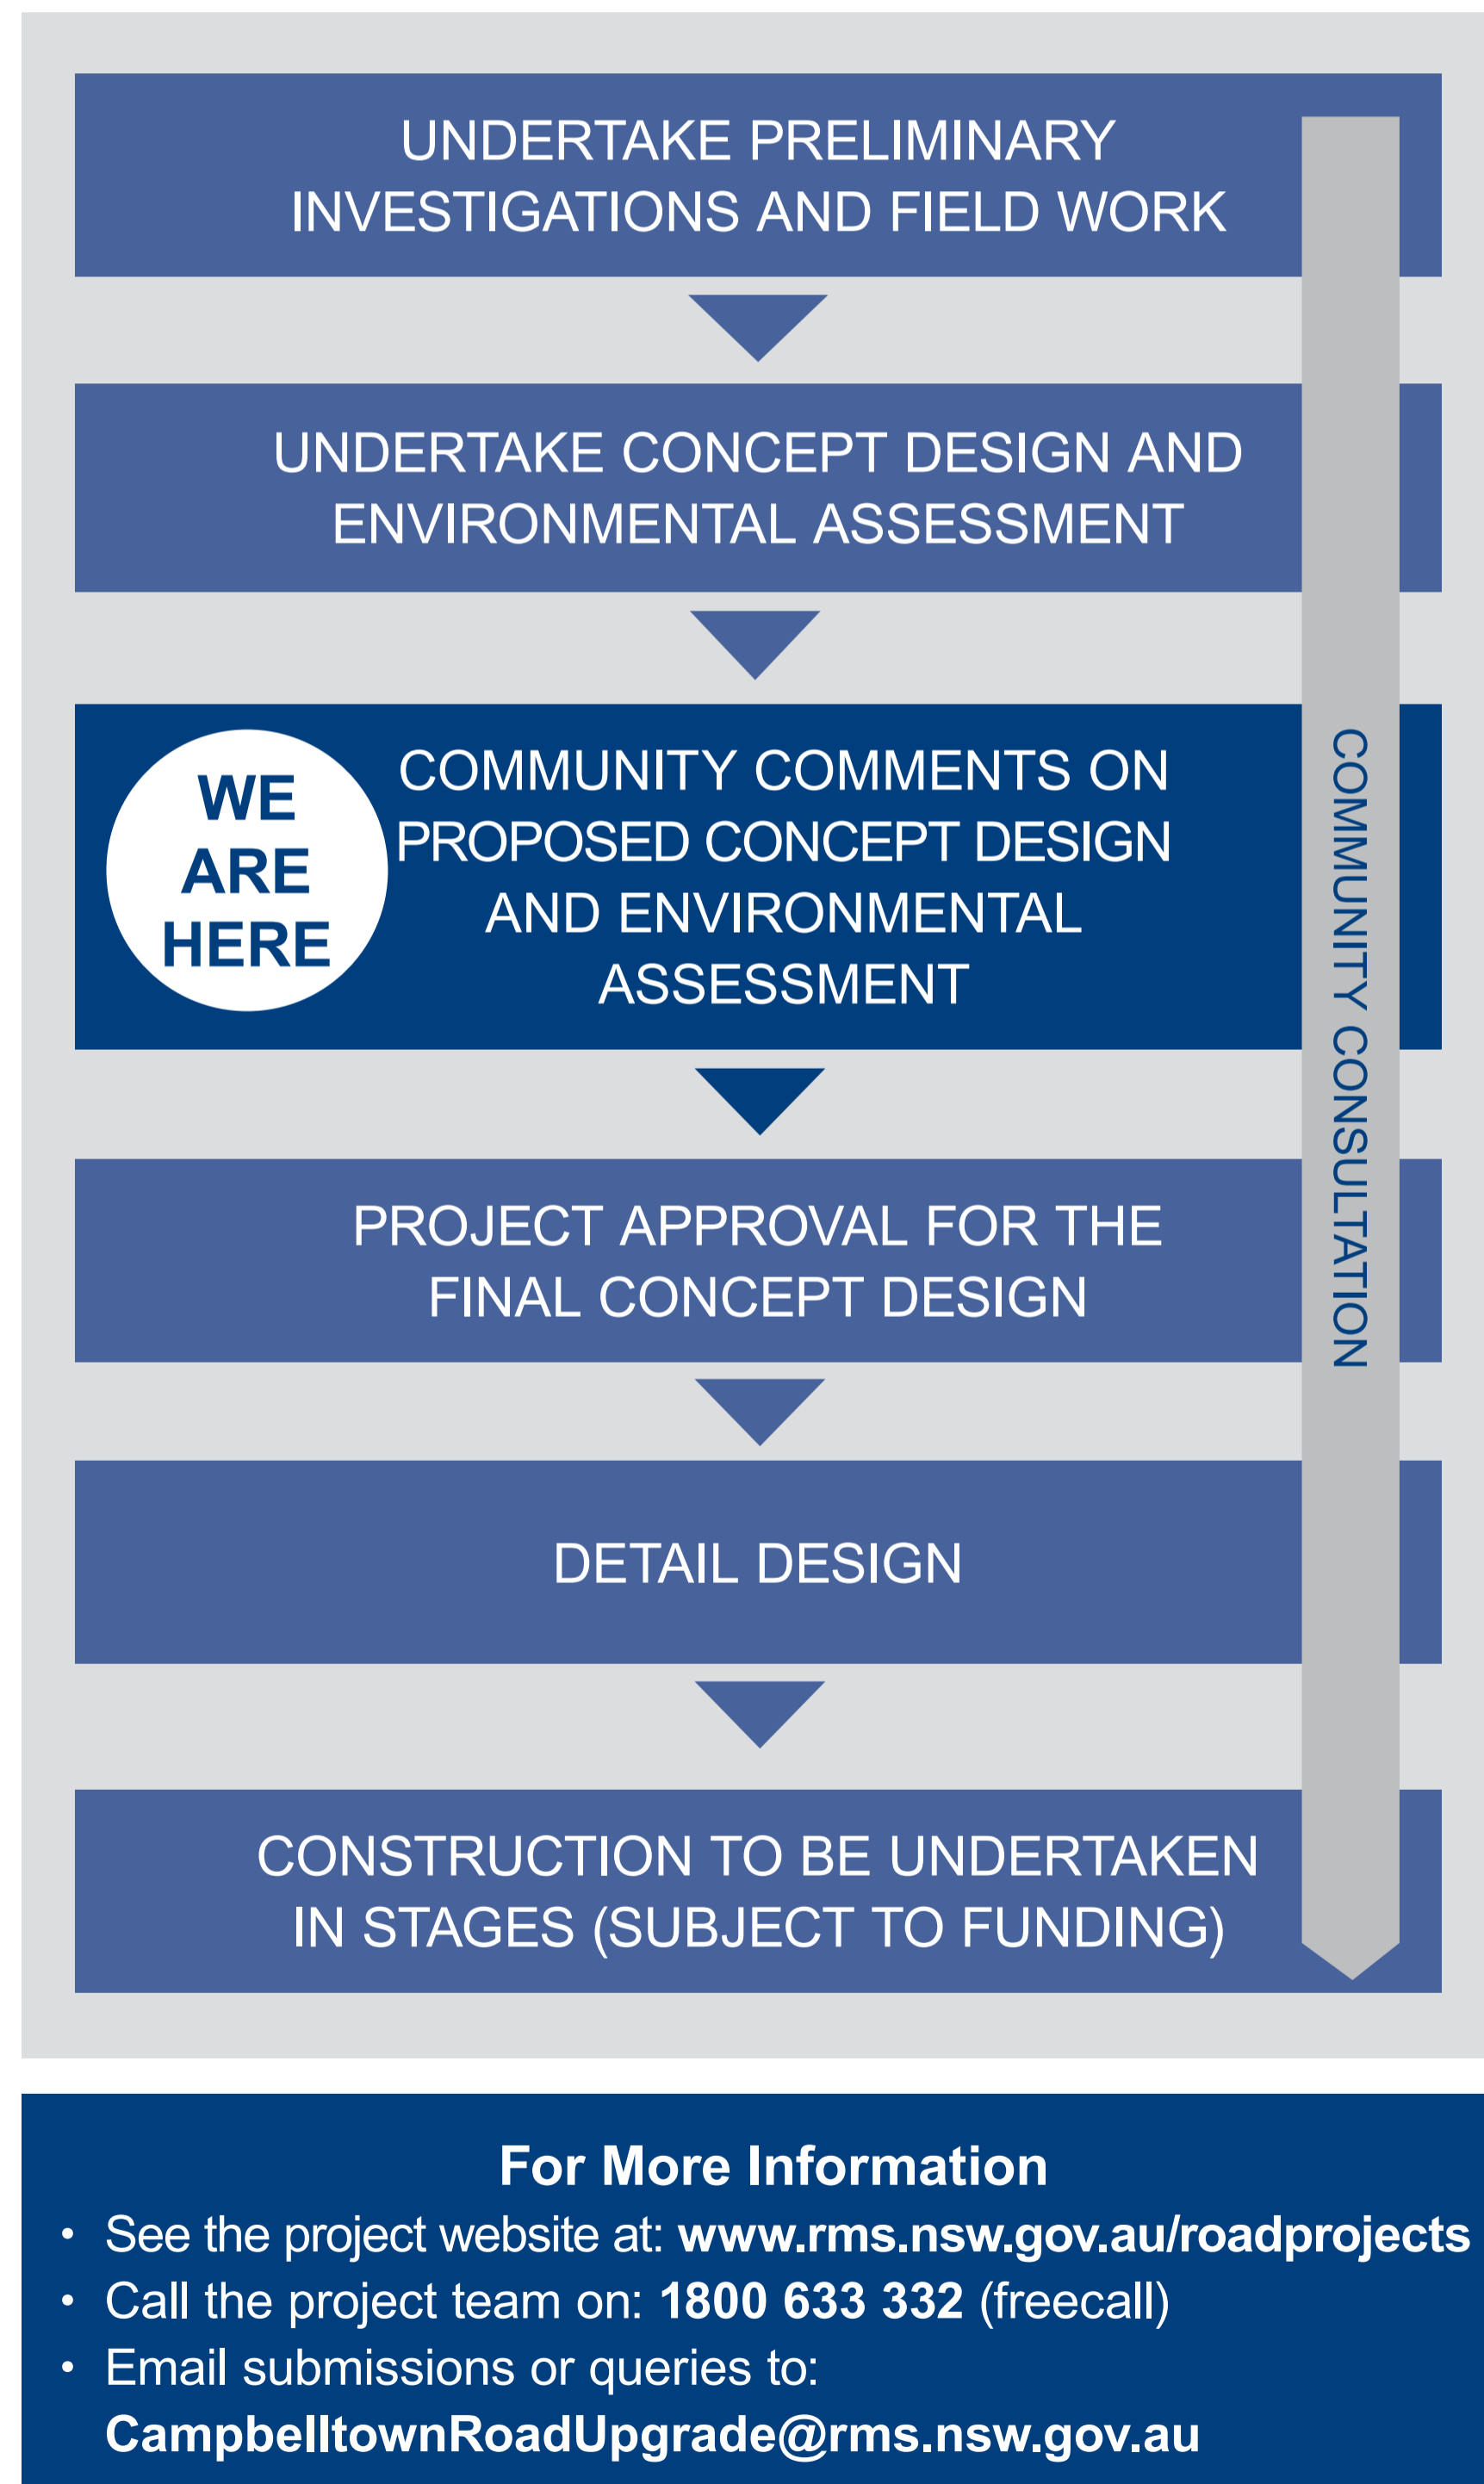 UNDERTAKE PRELIMINARY
INVESTIGATIONS AND FIELD WORK
UNDERTAKE CONCEPT DESIGN AND
ENVIRONMENTAL ASSESSMENT
WE
ARE
HERE
COMMUNITY COMMENTS ON
PROPOSED CONCEPT DESIGN
AND ENVIRONMENTAL
ASSESSMENT
PROJECT APPROVAL FOR THE
FINAL CONCEPT DESIGN
DETAIL DESIGN
CONSTRUCTION TO BE UNDERTAKEN
IN STAGES (SUBJECT TO FUNDING)
COMMUNITY CONSULTATION
For More Information
• See the project website at: www.rms.nsw.gov.au/roadprojects
• Call the project team on: 1800 633 332 (freecall)
• Email submissions or queries to:
CampbelltownRoadUpgrade@rms.nsw.gov.au